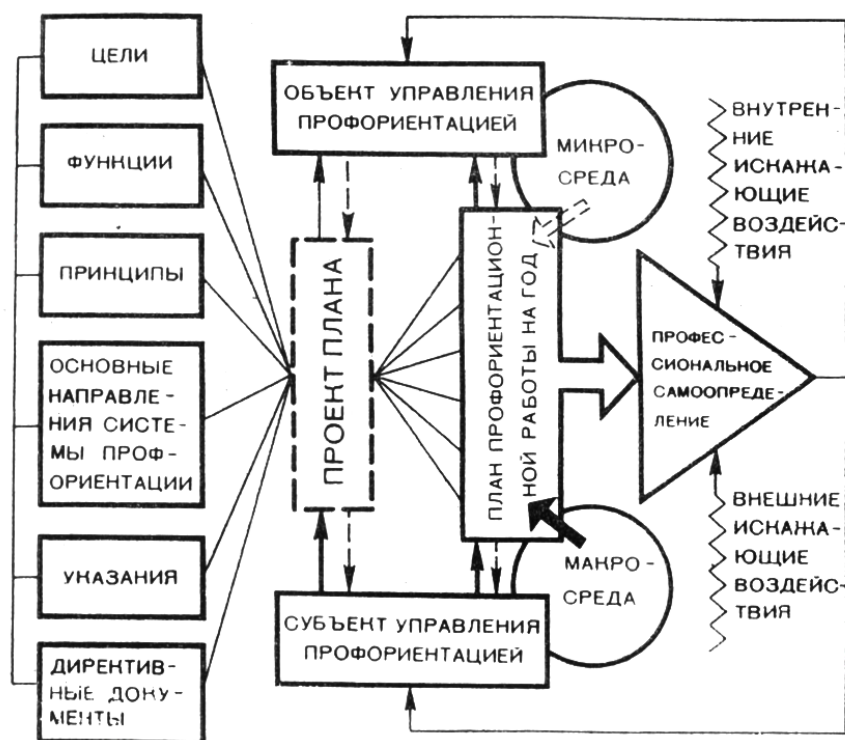 ЦЕЛИ
ФУНКЦИИ
ПРИНЦИПЫ
ОСНОВНЫЕ
НАПРАВЛЕ-
НИЯ СИСТЕ-
МЫ ПРОФ-
ОРИЕНТАЦИИ
УКАЗАНИЯ
ДИРЕКТИВ-
НЫЕ ДОКУ-
МЕНТЫ
ПРОЕКТ ПЛАНА
ОБЪЕКТ УПРАВЛЕНИЯ
ПРОФОРИЕНТАЦИЕЙ
ПЛАН ПРОФОРИЕНТАЦИОН-
НОЙ РАБОТЫ НА ГОД
СУБЪЕКТ УПРАВЛЕНИЯ
ПРОФОРИЕНТАЦИЕЙ
МИКРО-
СРЕДА
МАКРО-
СРЕДА
ВНУТРЕН-
НИЕ
ИСКАЖА-
ЮЩИЕ
ВОЗДЕЙС-
ТВИЯ
ПРОФЕС-
СИОНАЛЬНОЕ
САМООПРЕДЕ-
ЛЕНИЕ
ВНЕШНИЕ
ИСКАЖА-
ЮЩИЕ
ВОЗДЕЙС-
ТВИЯ